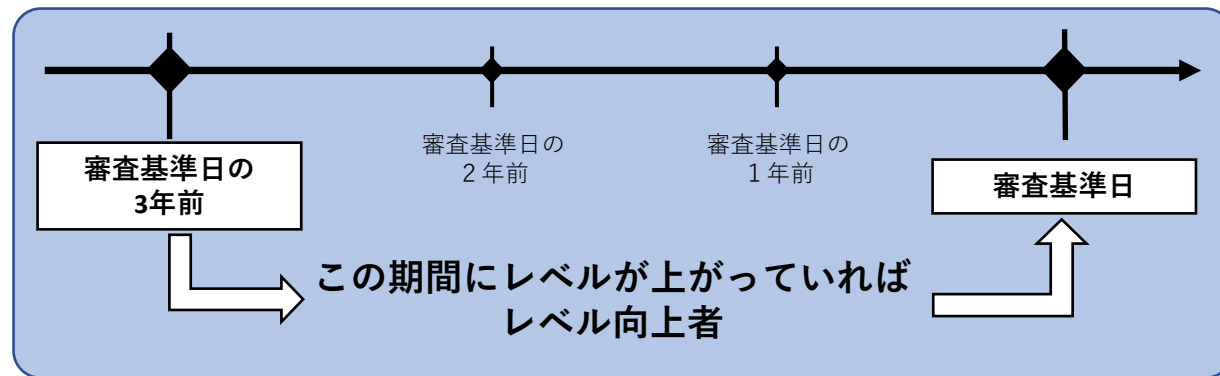 審査基準日の
3年前
審査基準日の
２年前
審査基準日の
１年前
審査基準日
この期間にレベルが上がっていれば
レベル向上者